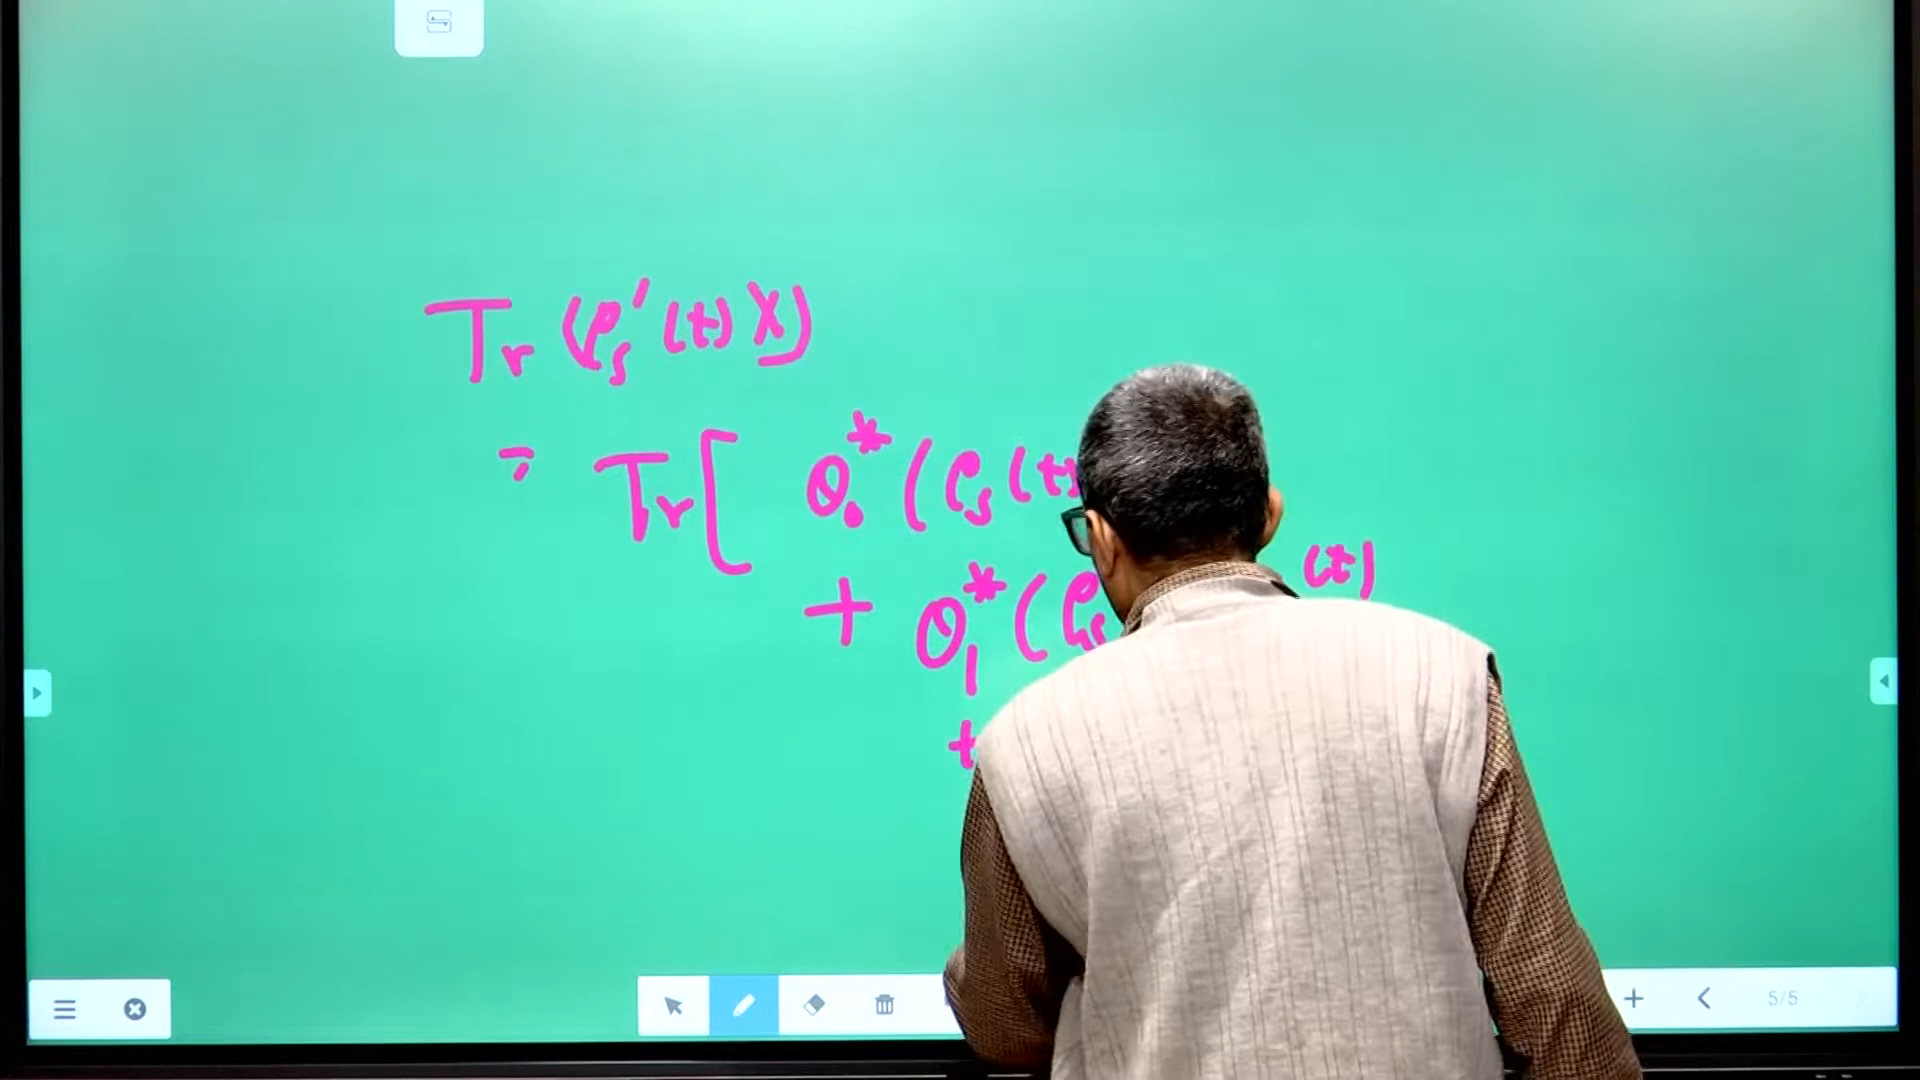 Tr (ρₛ'(t) X)
= Tr [ θ₀* (ρₛ(t)
+ θ₁* (ρₛ (t)
+
5/5